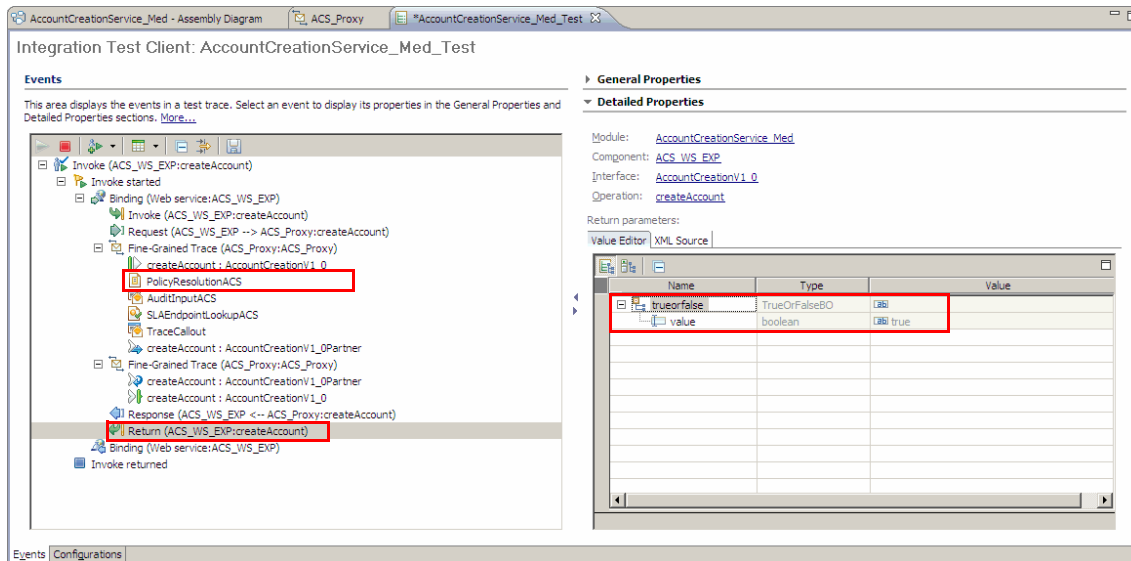 AccountCreationService_Med - Assembly Diagram
ACS_Proxy
*AccountCreationService_Med_Test
Integration Test Client: AccountCreationService_Med_Test
Events
This area displays the events in a test trace. Select an event to display its properties in the General Properties and
Detailed Properties sections. More...
Invoke (ACS_WS_EXP:createAccount)
Invoke started
Binding (Web service:ACS_WS_EXP)
Invoke (ACS_WS_EXP:createAccount)
Request (ACS_WS_EXP --> ACS_Proxy:createAccount)
Fine-Grained Trace (ACS_Proxy:ACS_Proxy)
createAccount : AccountCreationV1_0
PolicyResolutionACS
AuditInputACS
SLAEndpointLookupACS
TraceCallout
createAccount : AccountCreationV1_0Partner
Fine-Grained Trace (ACS_Proxy:ACS_Proxy)
createAccount : AccountCreationV1_0Partner
createAccount : AccountCreationV1_0
Response (ACS_WS_EXP <-- ACS_Proxy:createAccount)
Return (ACS_WS_EXP:createAccount)
Binding (Web service:ACS_WS_EXP)
Invoke returned
General Properties
Detailed Properties
Module: AccountCreationService_Med
Component: ACS_WS_EXP
Interface: AccountCreationV1_0
Operation: createAccount
Return parameters:
Value Editor XML Source
Name Type Value
trueorfalse TrueOrFalseBO ab
value boolean ab true
Events Configurations